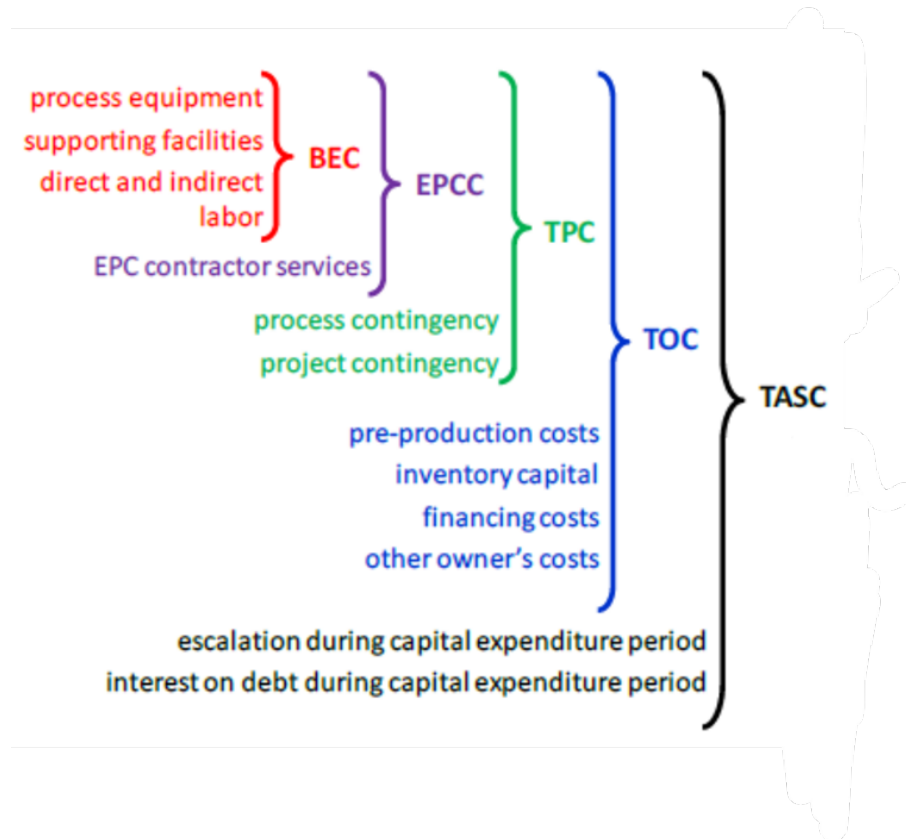 process equipment
supporting facilities
direct and indirect
labor
BEC
EPC contractor services
EPCC
process contingency
project contingency
TPC
pre-production costs
inventory capital
financing costs
other owner's costs
TOC
escalation during capital expenditure period
interest on debt during capital expenditure period
TASC